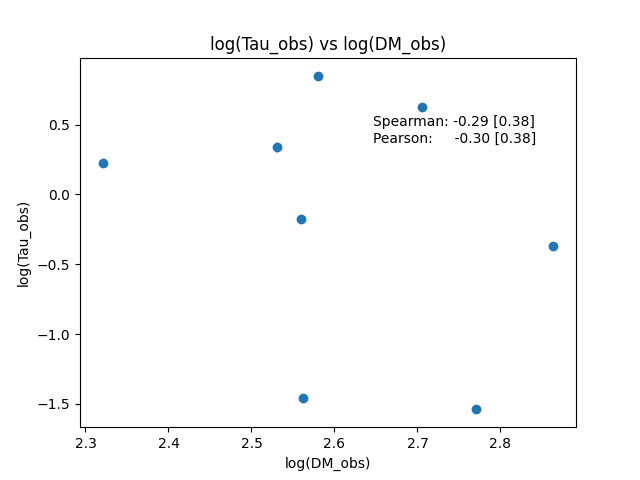 log(Tau_obs) vs log(DM_obs)
Spearman: -0.29 [0.38]
Pearson: -0.30 [0.38]
0.5
0.0
−0.5
−1.0
−1.5
log(Tau_obs)
2.3 2.4 2.5 2.6 2.7 2.8
log(DM_obs)